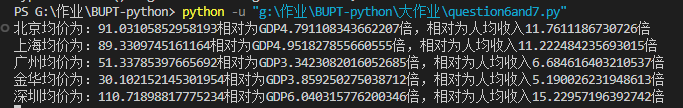 PS G:\作业\BUPT-python> python -u "g:\作业\BUPT-python\大作业\question6and7.py"
北京均价为：91.03105852958193相对为GDP4.791108343662207倍，相对为人均收入11.7611186730726倍
上海均价为：89.3309745161164相对为GDP4.951827855660555倍，相对为人均收入11.222484235693015倍
广州均价为：51.33785397665692相对为GDP3.3423082016052685倍，相对为人均收入6.684616403210537倍
金华均价为：30.102152145301954相对为GDP3.859250275038712倍，相对为人均收入5.190026231948613倍
深圳均价为：110.71898817775234相对为GDP6.040315776200346倍，相对为人均收入15.22957196392742倍